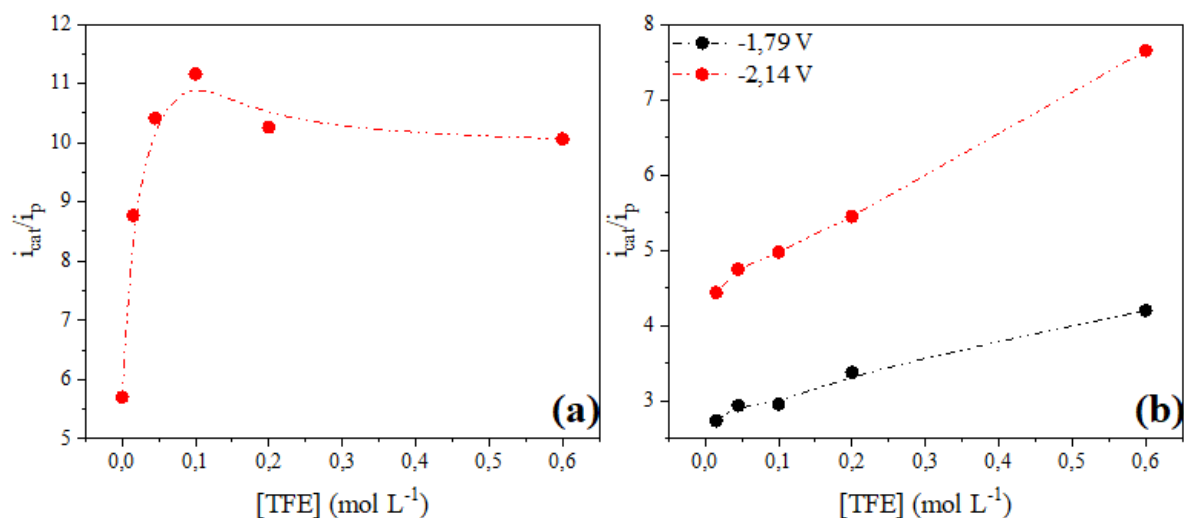 12
11
10
9
8
7
6
5
i_cat/i_p
0,0 0,1 0,2 0,3 0,4 0,5 0,6
[TFE] (mol L⁻¹)
(a)
8
7
6
5
4
3
i_cat/i_p
-1,79 V
-2,14 V
0,0 0,1 0,2 0,3 0,4 0,5 0,6
[TFE] (mol L⁻¹)
(b)